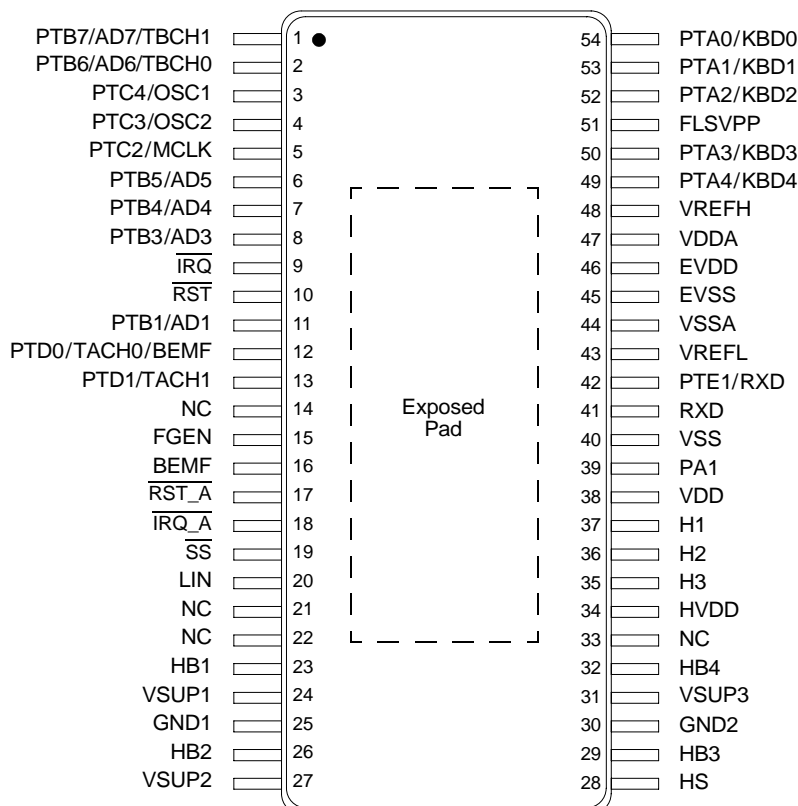 PTB7/AD7/TBCH1 1 54 PTA0/KBD0
PTB6/AD6/TBCH0 2 53 PTA1/KBD1
PTC4/OSC1 3 52 PTA2/KBD2
PTC3/OSC2 4 51 FLSVPP
PTC2/MCLK 5 50 PTA3/KBD3
PTB5/AD5 6 49 PTA4/KBD4
PTB4/AD4 7 48 VREFH
PTB3/AD3 8 47 VDDA
IRQ 9 46 EVDD
RST 10 45 EVSS
PTB1/AD1 11 44 VSSA
PTD0/TACH0/BEMF 12 43 VREFL
PTD1/TACH1 13 42 PTE1/RXD
NC 14 Exposed 41 RXD
FGEN 15 Pad 40 VSS
BEMF 16 39 PA1
RST_A 17 38 VDD
IRQ_A 18 37 H1
SS 19 36 H2
LIN 20 35 H3
NC 21 34 HVDD
NC 22 33 NC
HB1 23 32 HB4
VSUP1 24 31 VSUP3
GND1 25 30 GND2
HB2 26 29 HB3
VSUP2 27 28 HS